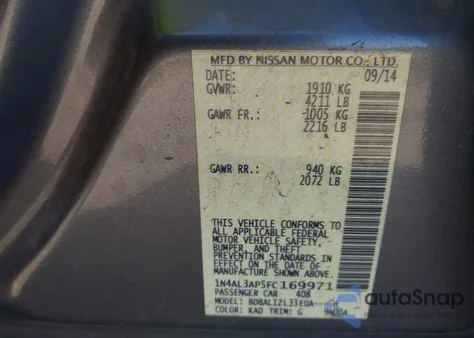 MFD BY NISSAN MOTOR CO., LTD.
DATE: 09/14
GVWR: 1910 KG
4211 LB
GAWR FR.: 1005 KG
2216 LB
GAWR RR.: 940 KG
2072 LB
THIS VEHICLE CONFORMS TO
ALL APPLICABLE FEDERAL
MOTOR VEHICLE SAFETY,
BUMPER, AND THEFT
PREVENTION STANDARDS IN
EFFECT ON THE DATE OF
MANUFACTURE SHOWN ABOVE.
1N4AL3AP5FC169971
PASSENGER CAR 408
MODEL: BDBALIZL33EUA
COLOR: KAD TRIM: G
autoSnap